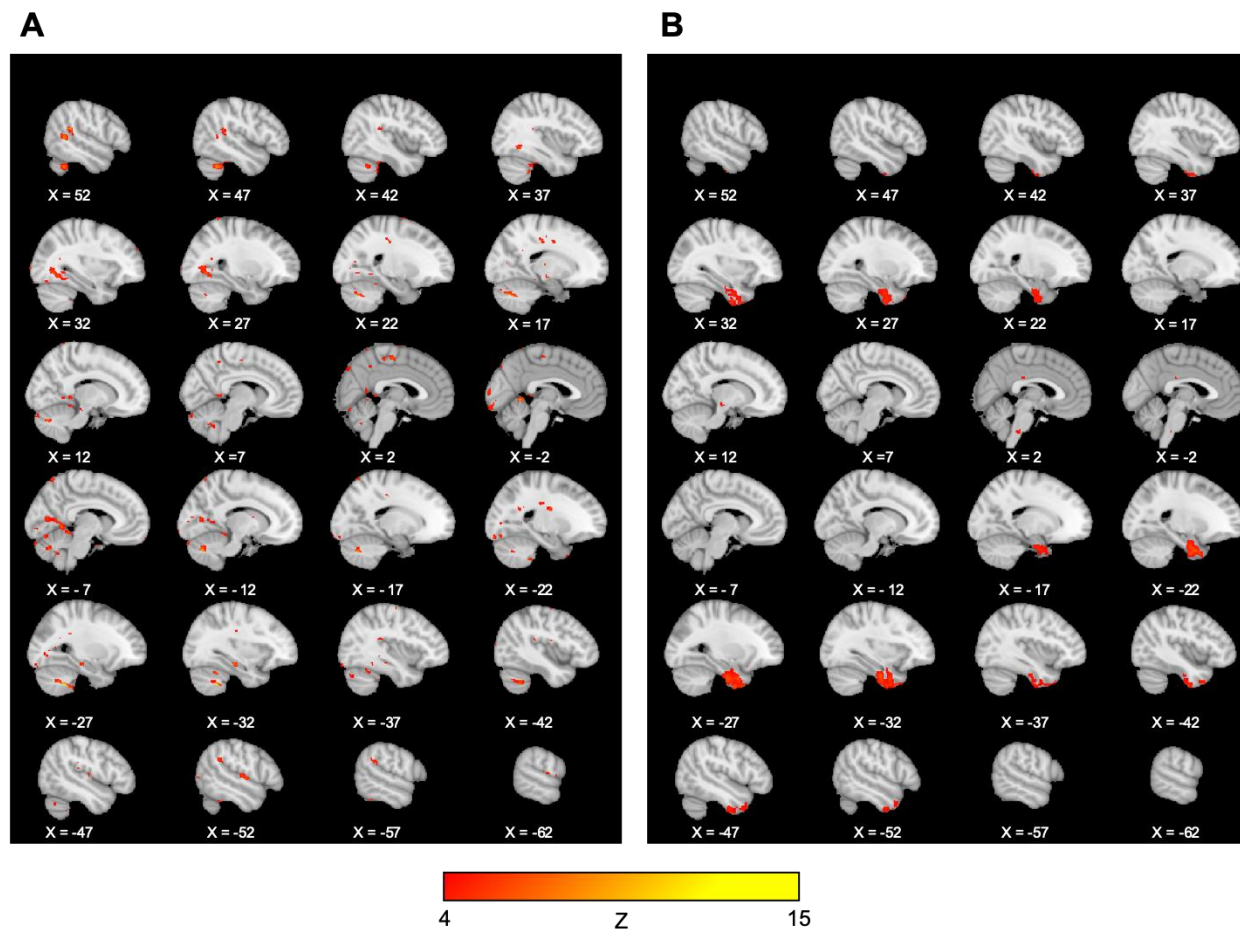 A B
X = 52 X = 47 X = 42 X = 37 X = 52 X = 47 X = 42 X = 37
X = 32 X = 27 X = 22 X = 17 X = 32 X = 27 X = 22 X = 17
X = 12 X =7 X = 2 X = -2 X = 12 X = 7 X = 2 X = -2
X = - 7 X = - 12 X = - 17 X = -22 X = - 7 X = - 12 X = - 17 X = -22
X = -27 X = -32 X = -37 X = -42 X = -27 X = -32 X = -37 X = -42
X = -47 X = -52 X = -57 X = -62 X = -47 X = -52 X = -57 X = -62
4 Z 15